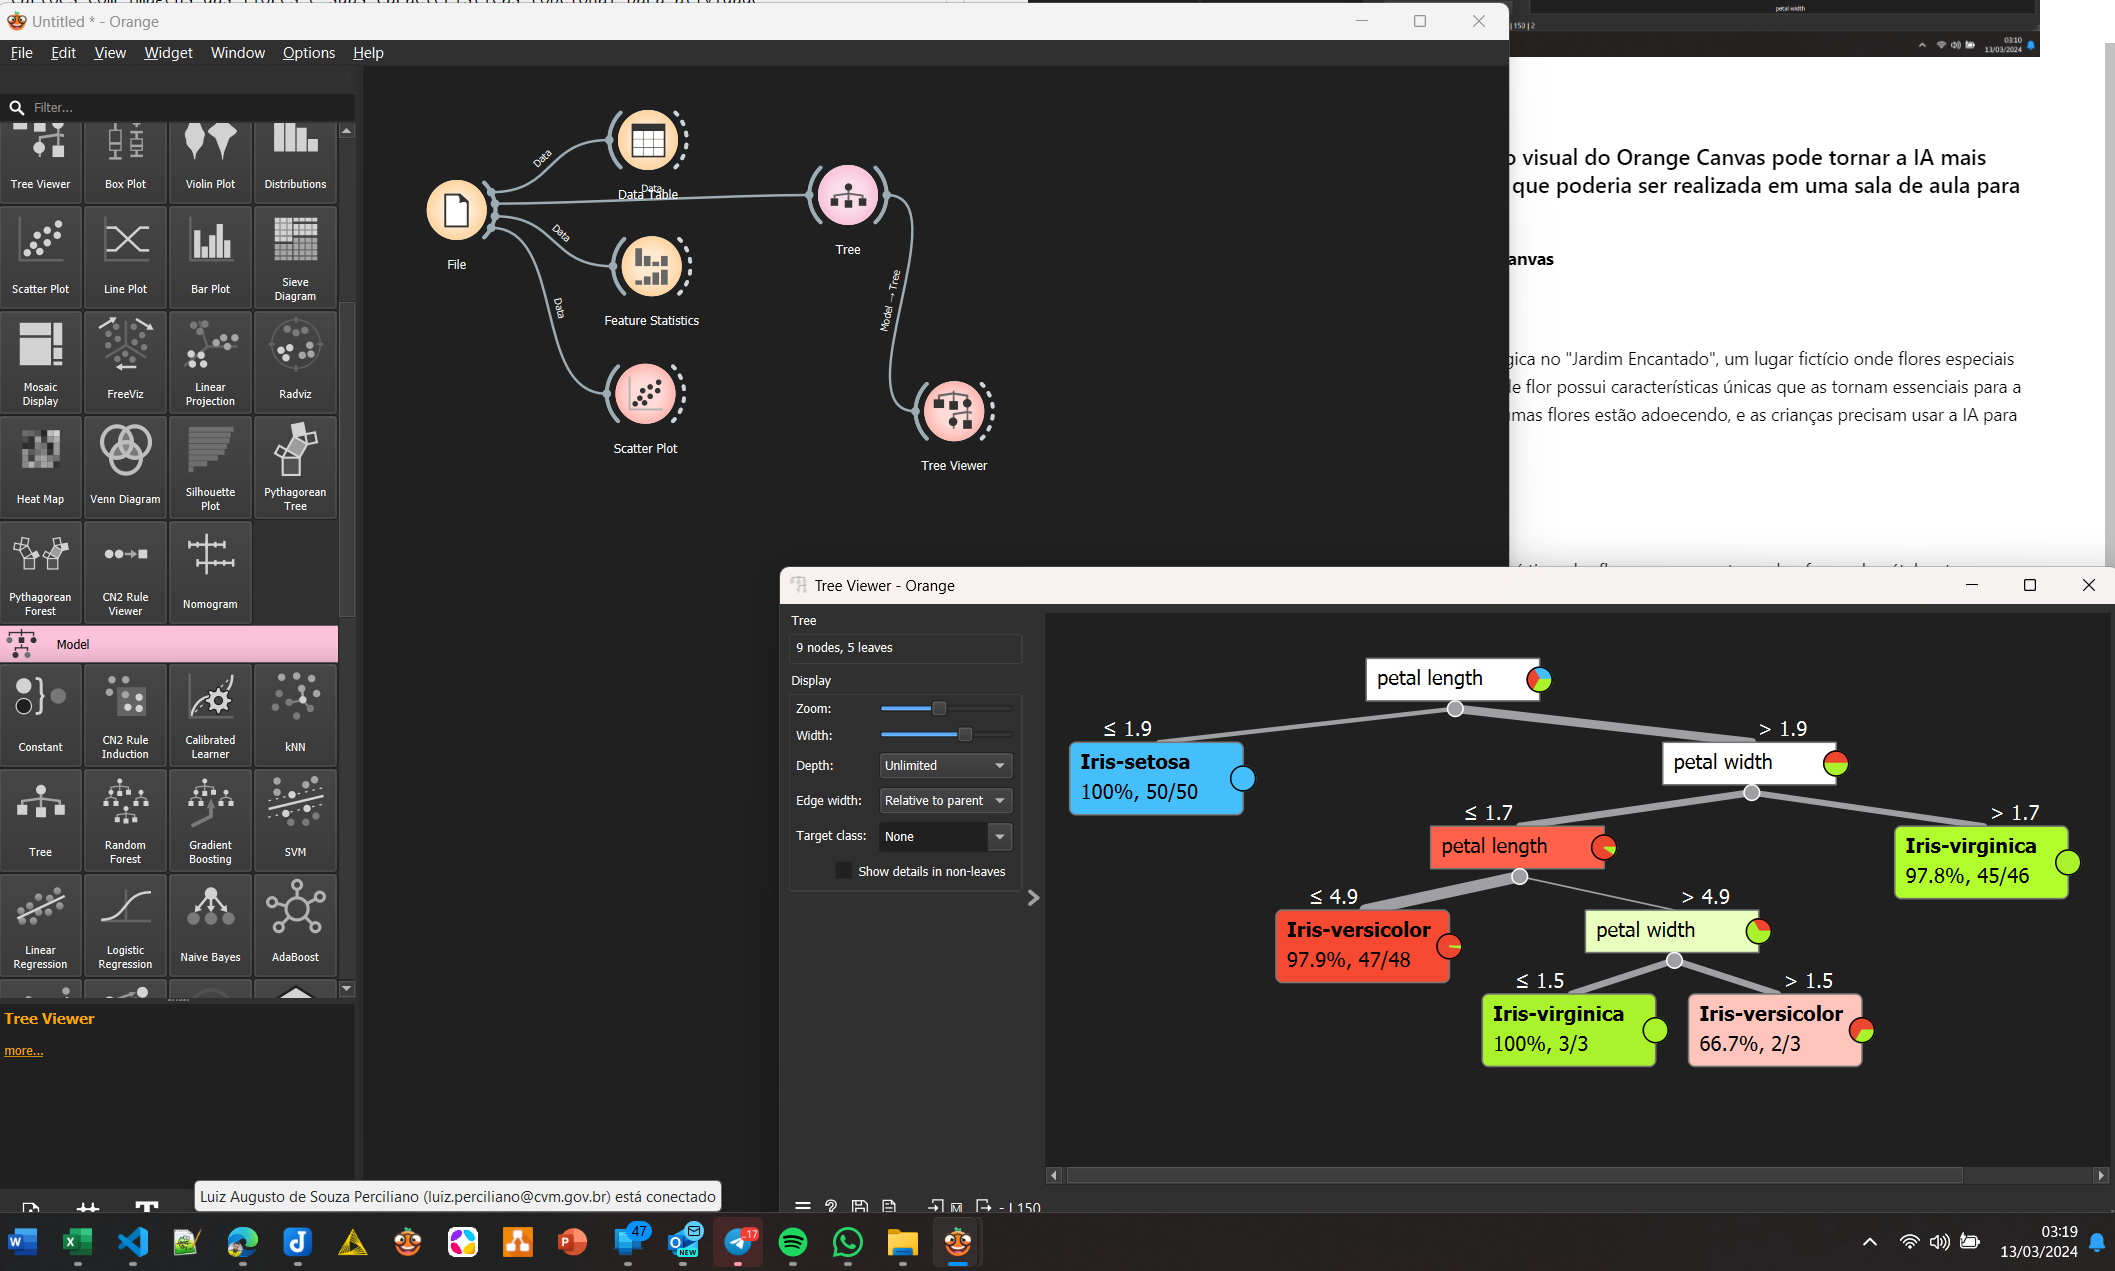 Untitled * - Orange
File Edit View Widget Window Options Help
Filter...
Tree Viewer
Box Plot
Violin Plot
Distributions
Scatter Plot
Line Plot
Bar Plot
Sieve
Diagram
Mosaic
Display
FreeViz
Linear
Projection
Radviz
Heat Map
Venn Diagram
Silhouette
Plot
Pythagorean
Tree
Pythagorean
Forest
CN2 Rule
Viewer
Nomogram
Model
Constant
CN2 Rule
Induction
Calibrated
Learner
kNN
Tree
Random
Forest
Gradient
Boosting
SVM
Linear
Regression
Logistic
Regression
Naive Bayes
AdaBoost
Tree Viewer
more...
File
Data
Data Table
Data
Data
Feature Statistics
Data
Scatter Plot
Tree
Model → Tree
Tree Viewer
petal width
| 150 | 2
03:10
13/03/2024
o visual do Orange Canvas pode tornar a IA mais
que poderia ser realizada em uma sala de aula para
anvas
gica no "Jardim Encantado", um lugar fictício onde flores especiais
le flor possui características únicas que as tornam essenciais para a
umas flores estão adoecendo, e as crianças precisam usar a IA para
Tree Viewer - Orange
Tree
9 nodes, 5 leaves
Display
Zoom:
Width:
Depth: Unlimited
Edge width: Relative to parent
Target class: None
Show details in non-leaves
petal length
≤ 1.9
> 1.9
Iris-setosa
100%, 50/50
petal width
≤ 1.7
> 1.7
petal length
Iris-virginica
97.8%, 45/46
≤ 4.9
> 4.9
Iris-versicolor
97.9%, 47/48
petal width
≤ 1.5
> 1.5
Iris-virginica
100%, 3/3
Iris-versicolor
66.7%, 2/3
- | 150
Luiz Augusto de Souza Perciliano (luiz.perciliano@cvm.gov.br) está conectado
47
NEW
..17
03:19
13/03/2024